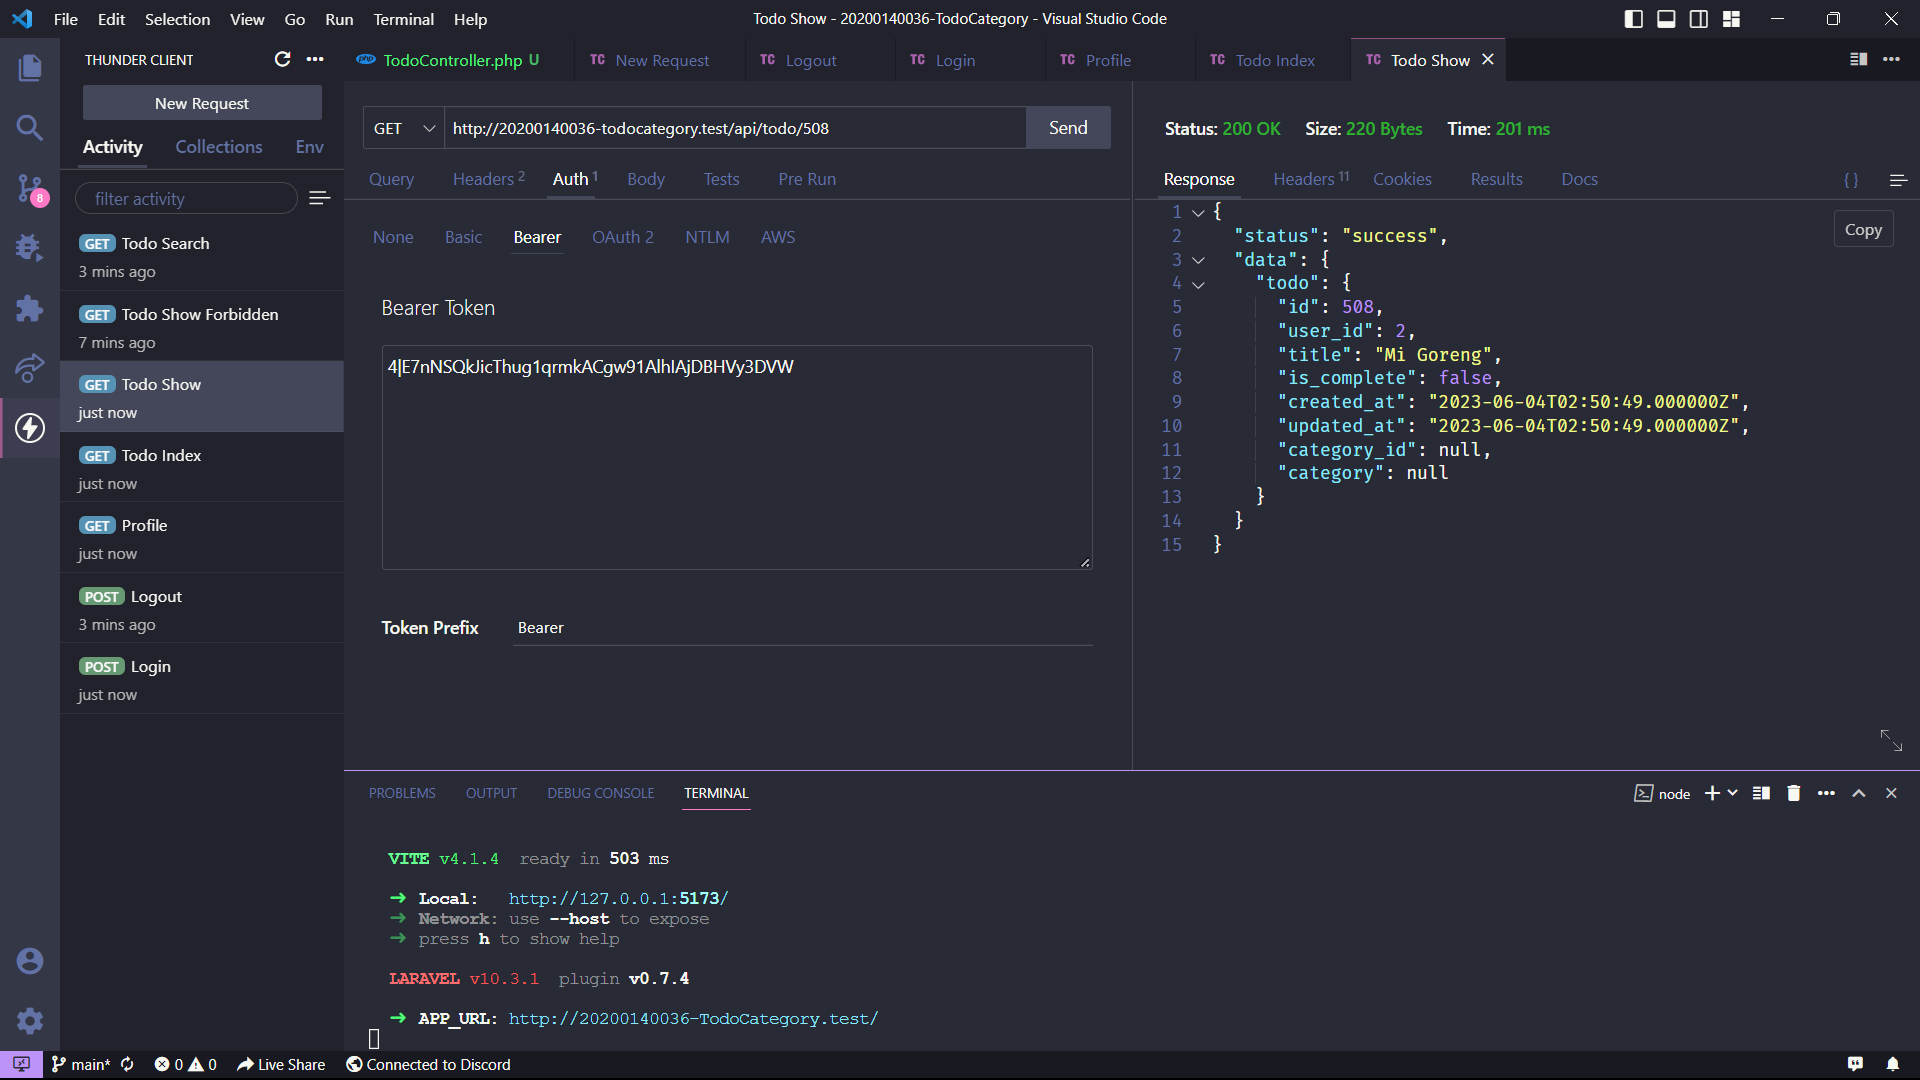 File Edit Selection View Go Run Terminal Help
Todo Show - 20200140036-TodoCategory - Visual Studio Code
THUNDER CLIENT
TodoController.php U
TC New Request
TC Logout
TC Login
TC Profile
TC Todo Index
TC Todo Show
New Request
Activity Collections Env
filter activity
8
GET Todo Search
3 mins ago
GET Todo Show Forbidden
7 mins ago
GET Todo Show
just now
GET Todo Index
just now
GET Profile
just now
POST Logout
3 mins ago
POST Login
just now
GET http://20200140036-todocategory.test/api/todo/508 Send
Query Headers 2 Auth 1 Body Tests Pre Run
None Basic Bearer OAuth 2 NTLM AWS
Bearer Token
4|E7nNSQkJicThug1qrmkACgw91AlhIAjDBHVy3DVW
Token Prefix Bearer
Status: 200 OK Size: 220 Bytes Time: 201 ms
Response Headers 11 Cookies Results Docs { }
Copy
1 {
2 "status": "success",
3 "data": {
4 "todo": {
5 "id": 508,
6 "user_id": 2,
7 "title": "Mi Goreng",
8 "is_complete": false,
9 "created_at": "2023-06-04T02:50:49.000000Z",
10 "updated_at": "2023-06-04T02:50:49.000000Z",
11 "category_id": null,
12 "category": null
13 }
14 }
15 }
PROBLEMS OUTPUT DEBUG CONSOLE TERMINAL
node
VITE v4.1.4 ready in 503 ms
➜ Local: http://127.0.0.1:5173/
➜ Network: use --host to expose
➜ press h to show help
LARAVEL v10.3.1 plugin v0.7.4
➜ APP_URL: http://20200140036-TodoCategory.test/
main* 0 0 Live Share Connected to Discord